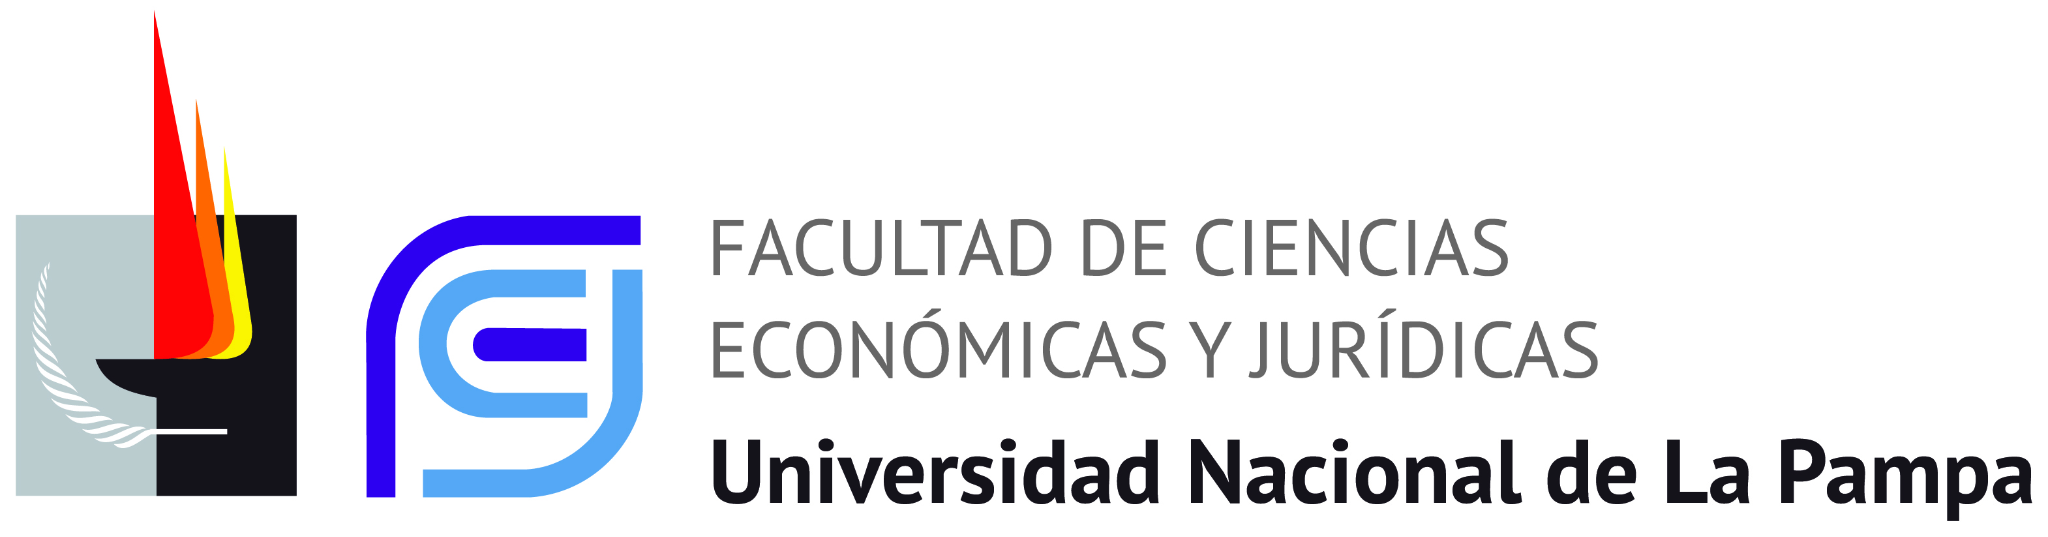 FACULTAD DE CIENCIAS
ECONÓMICAS Y JURÍDICAS
Universidad Nacional de La Pampa